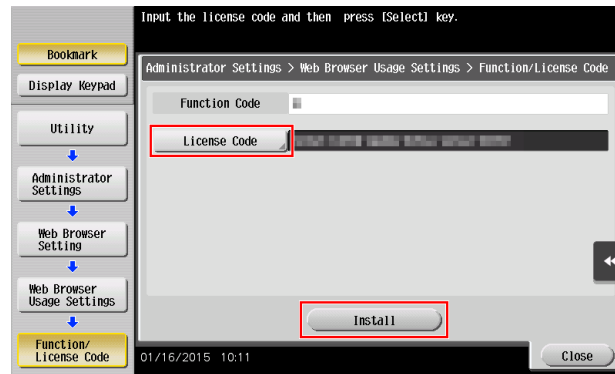 Input the license code and then press [Select] key.
Bookmark
Display Keypad
Utility
Administrator
Settings
Web Browser
Setting
Web Browser
Usage Settings
Function/
License Code
Administrator Settings > Web Browser Usage Settings > Function/License Code
Function Code
License Code
Install
01/16/2015 10:11
Close